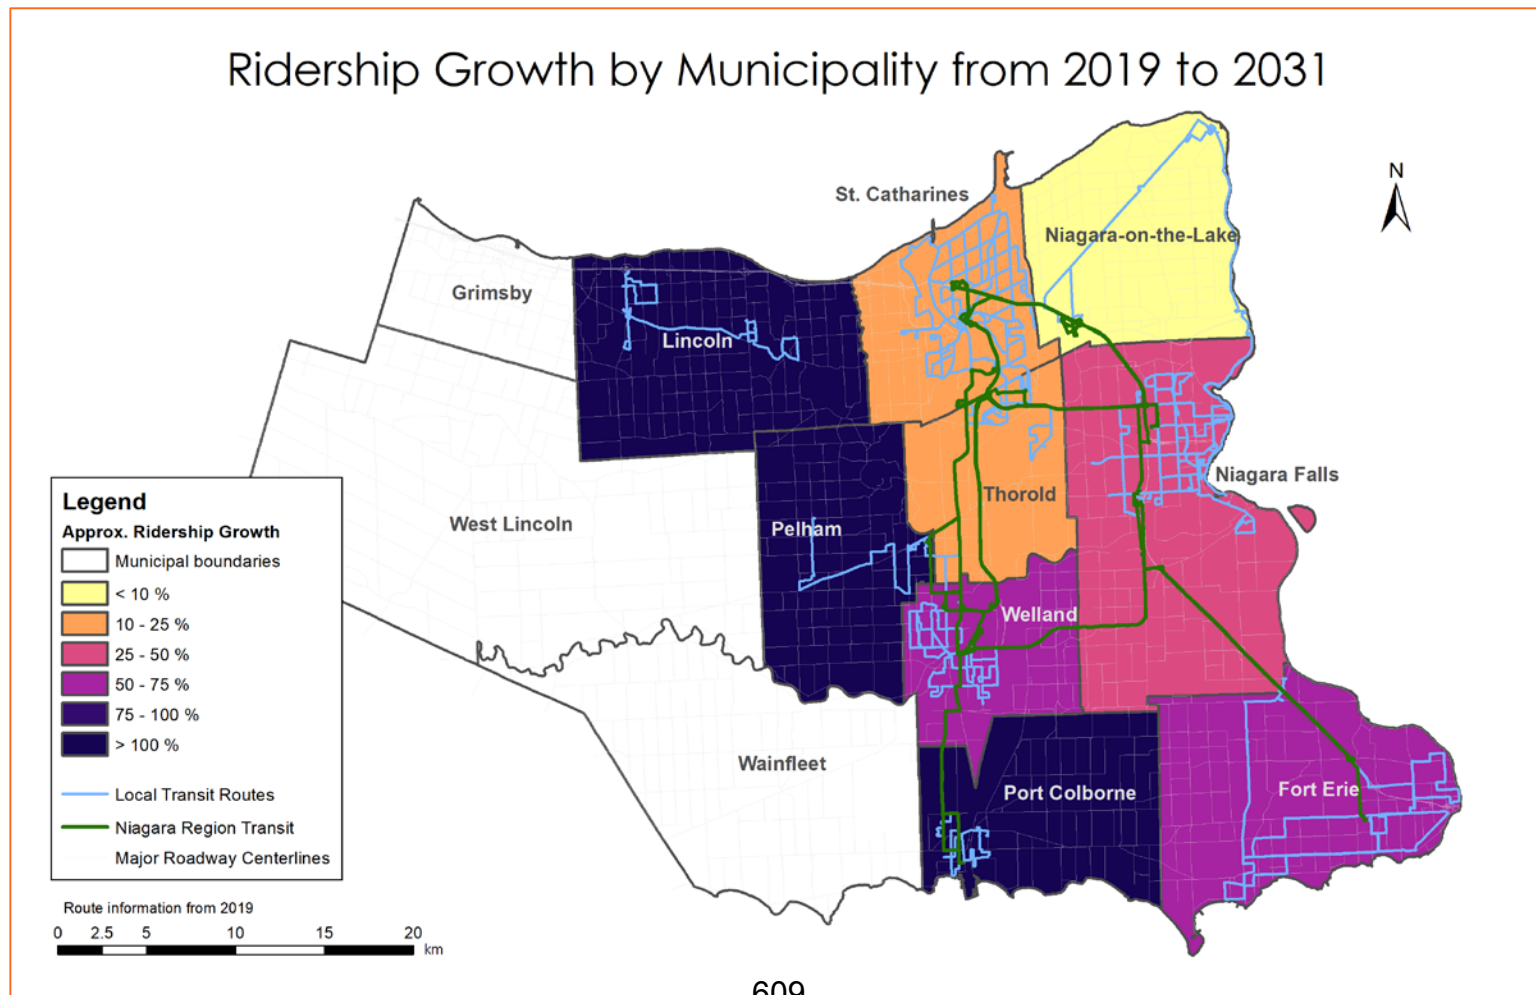 Ridership Growth by Municipality from 2019 to 2031
N
St. Catharines
Niagara-on-the-Lake
Grimsby
Lincoln
Niagara Falls
Thorold
West Lincoln
Pelham
Welland
Wainfleet
Port Colborne
Fort Erie
Legend
Approx. Ridership Growth
Municipal boundaries
< 10 %
10 - 25 %
25 - 50 %
50 - 75 %
75 - 100 %
> 100 %
Local Transit Routes
Niagara Region Transit
Major Roadway Centerlines
Route information from 2019
0 2.5 5 10 15 20
km
609